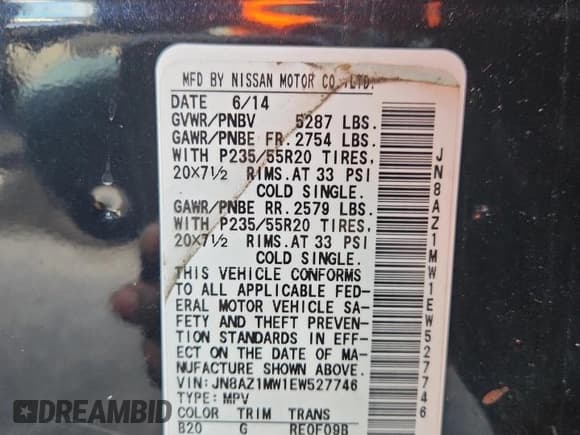 MFD BY NISSAN MOTOR CO.,LTD.
DATE 6/14
GVWR/PNBV 5287 LBS.
GAWR/PNBE FR. 2754 LBS.
WITH P235/55R20 TIRES,
20X7½ RIMS.AT 33 PSI
COLD SINGLE.
GAWR/PNBE RR. 2579 LBS.
WITH P235/55R20 TIRES,
20X7½ RIMS.AT 33 PSI
COLD SINGLE.
THIS VEHICLE CONFORMS
TO ALL APPLICABLE FED-
ERAL MOTOR VEHICLE SA-
FETY AND THEFT PREVEN-
TION STANDARDS IN EFF-
ECT ON THE DATE OF MA-
NUFACTURE SHOWN ABOVE.
VIN:JN8AZ1MW1EW527746
TYPE:MPV
COLOR TRIM TRANS
B20 G RE0F09B
JN8AZ1MW1EW527746
DREAMBID
dreambid.com